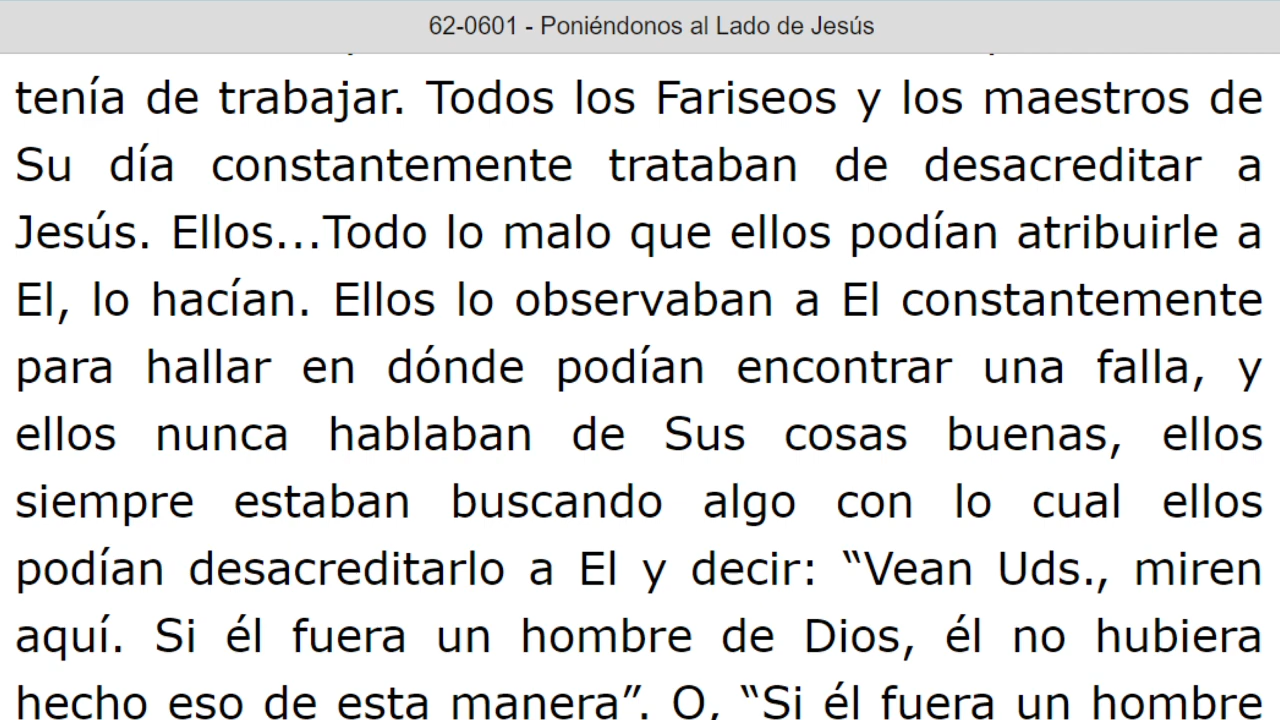 62-0601 - Poniéndonos al Lado de Jesús
tenía de trabajar. Todos los Fariseos y los maestros de
Su día constantemente trataban de desacreditar a
Jesús. Ellos...Todo lo malo que ellos podían atribuirle a
El, lo hacían. Ellos lo observaban a El constantemente
para hallar en dónde podían encontrar una falla, y
ellos nunca hablaban de Sus cosas buenas, ellos
siempre estaban buscando algo con lo cual ellos
podían desacreditarlo a El y decir: “Vean Uds., miren
aquí. Si él fuera un hombre de Dios, él no hubiera
hecho eso de esta manera”. O, “Si él fuera un hombre